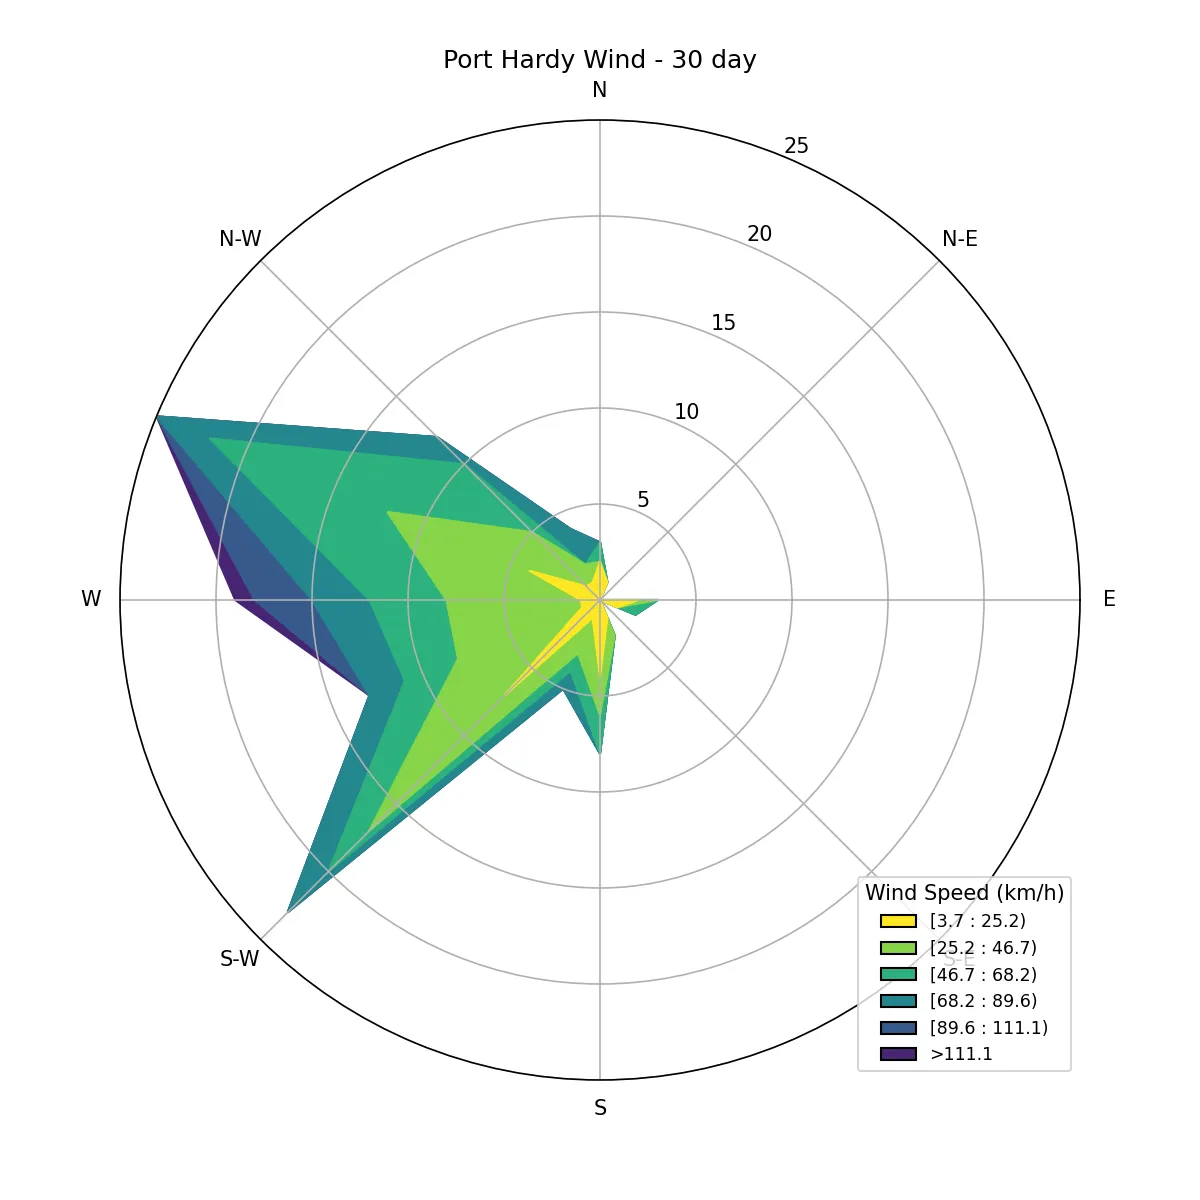 Port Hardy Wind - 30 day
N
25
N-W
N-E
20
15
10
5
W
E
Wind Speed (km/h)
[3.7 : 25.2)
[25.2 : 46.7)
S-W
S-E
[46.7 : 68.2)
[68.2 : 89.6)
[89.6 : 111.1)
>111.1
S